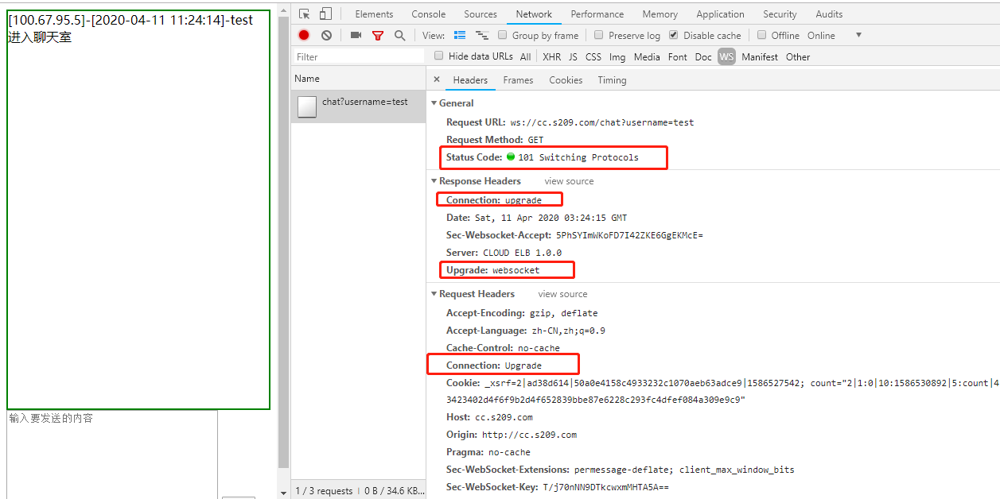 [100.67.95.5]-[2020-04-11 11:24:14]-test
进入聊天室
输入要发送的内容
Elements Console Sources Network Performance Memory Application Security Audits
View: Group by frame Preserve log Disable cache Offline Online
Filter Hide data URLs All XHR JS CSS Img Media Font Doc WS Manifest Other
Name
chat?username=test
1 / 3 requests 0 B / 34.6 KB...
× Headers Frames Cookies Timing
General
Request URL: ws://cc.s209.com/chat?username=test
Request Method: GET
Status Code: 101 Switching Protocols
Response Headers view source
Connection: upgrade
Date: Sat, 11 Apr 2020 03:24:15 GMT
Sec-Websocket-Accept: 5PhSYImWKoFD7I42ZKE6GgEKMcE=
Server: CLOUD ELB 1.0.0
Upgrade: websocket
Request Headers view source
Accept-Encoding: gzip, deflate
Accept-Language: zh-CN,zh;q=0.9
Cache-Control: no-cache
Connection: Upgrade
Cookie: _xsrf=2|ad38d614|50a0e4158c4933232c1070aeb63adce9|1586527542; count="2|1:0|10:1586530892|5:count|4
3423402d4f6f9b2d4f652839bbe87e6228c293fc4dfef084a309e9c9"
Host: cc.s209.com
Origin: http://cc.s209.com
Pragma: no-cache
Sec-WebSocket-Extensions: permessage-deflate; client_max_window_bits
Sec-WebSocket-Key: T/j70nNN9DTkcwxmMHTA5A==